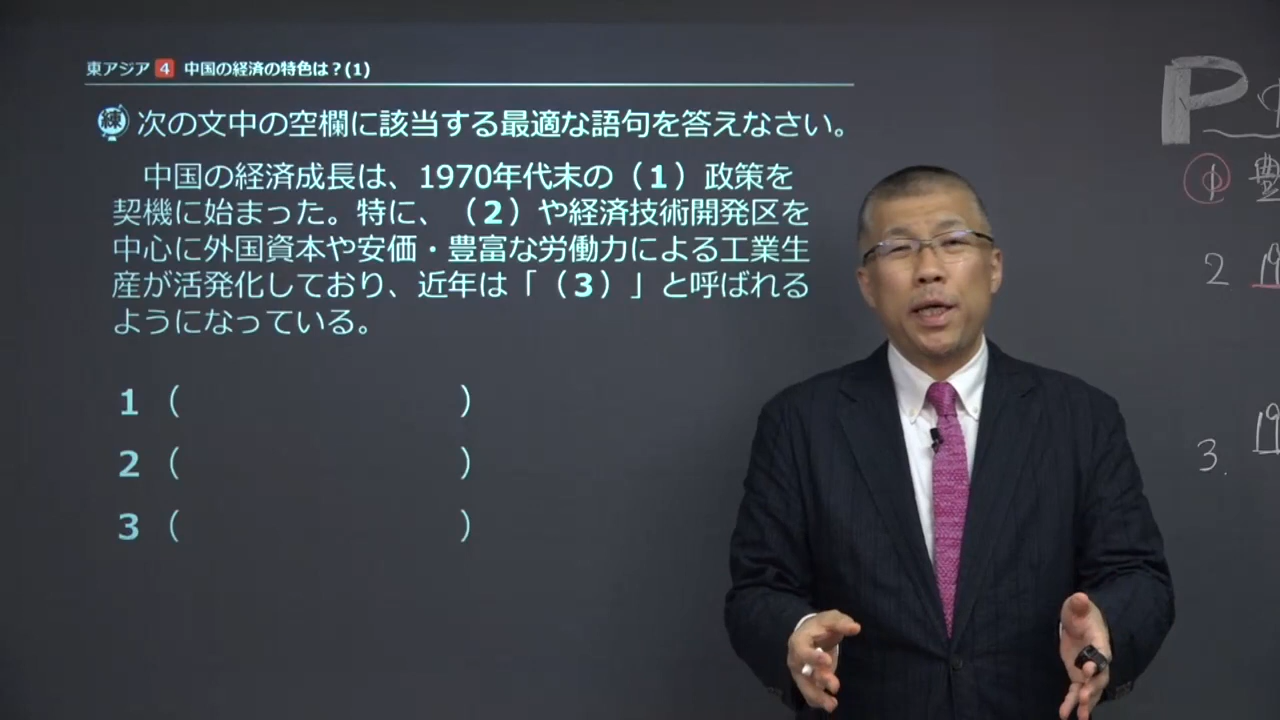 東アジア 4 中国の経済の特色は？(1)
練 次の文中の空欄に該当する最適な語句を答えなさい。
中国の経済成長は、1970年代末の（1）政策を
契機に始まった。特に、（2）や経済技術開発区を
中心に外国資本や安価・豊富な労働力による工業生
産が活発化しており、近年は「（3）」と呼ばれる
ようになっている。
1（ ）
2（ ）
3（ ）
P
①
2 19
3. 19